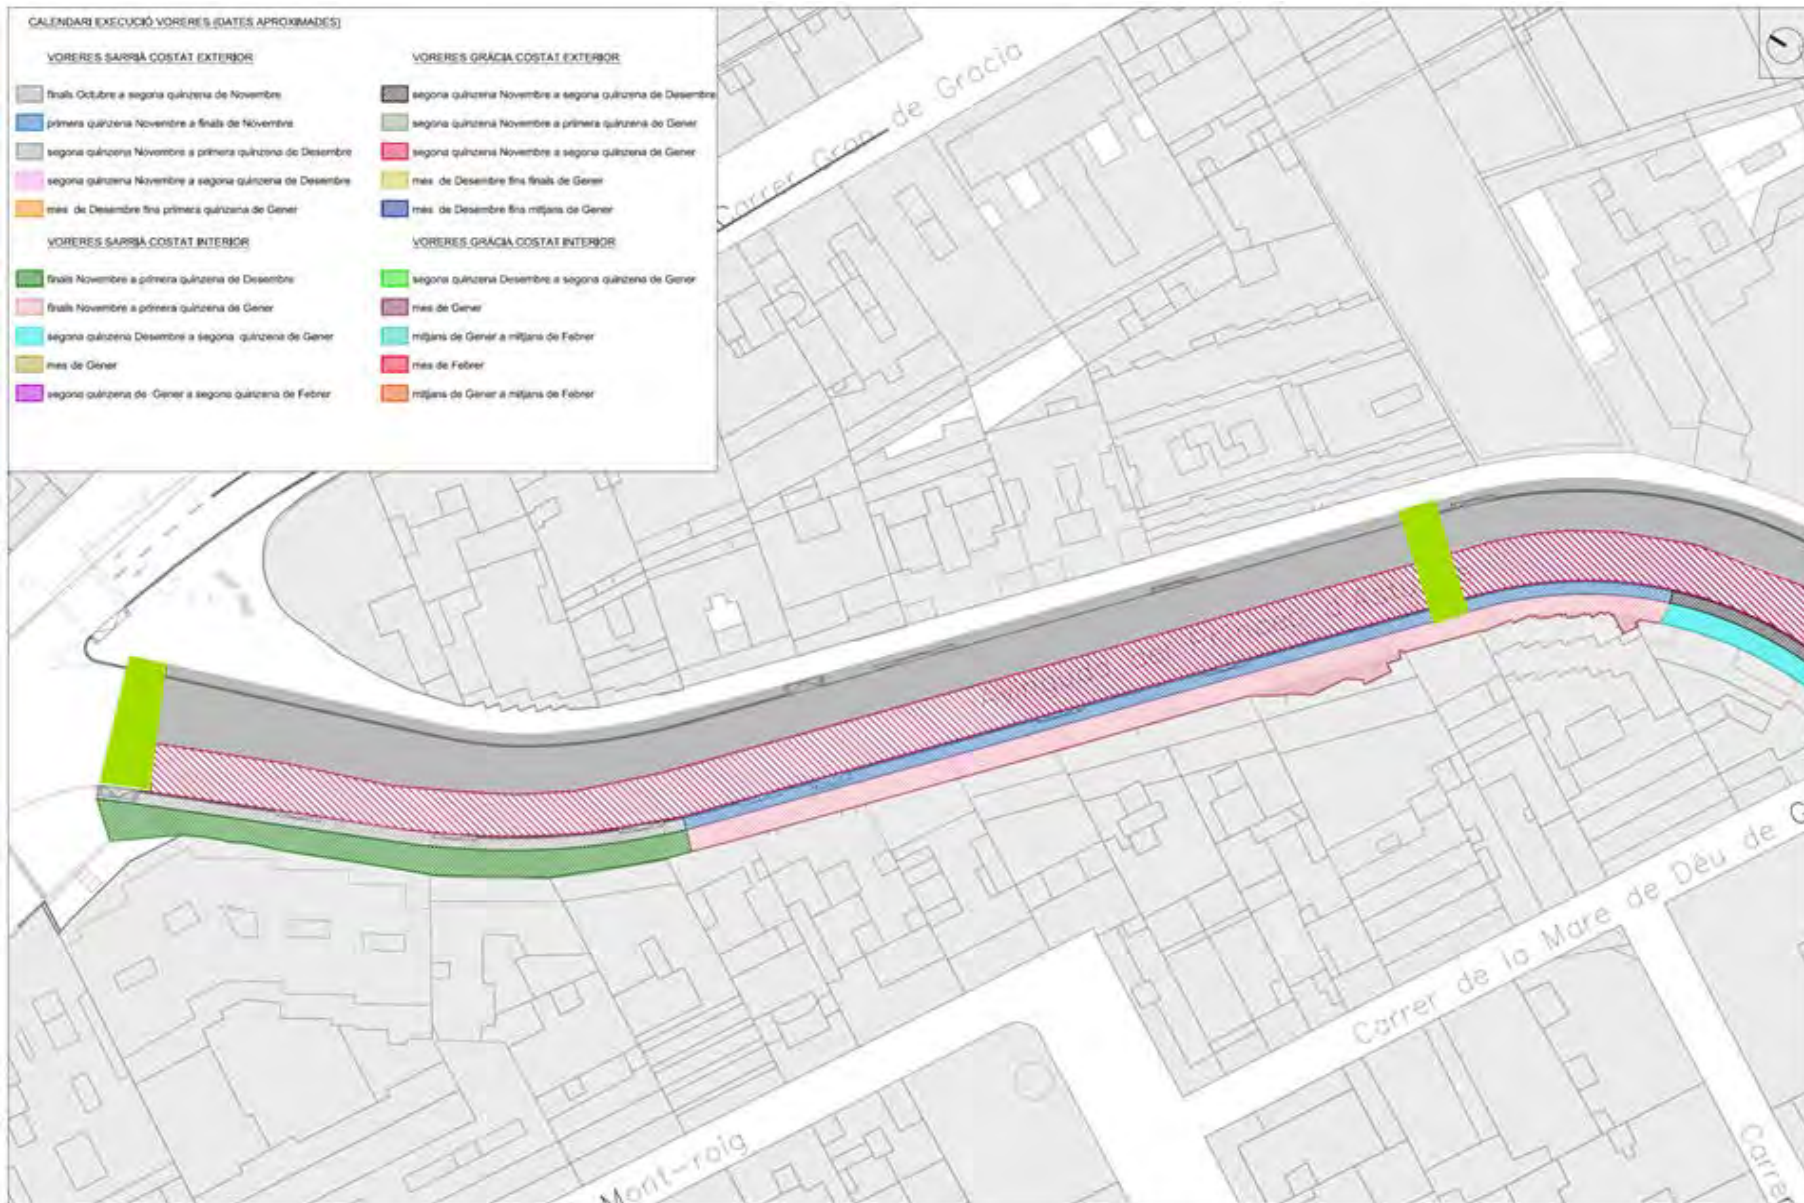 CALENDARI EXECUCIÓ VORERES (DATES APROXIMADES)
VORERES SARRIÀ COSTAT EXTERIOR
finals Octubre a segona quinzena de Novembre
primera quinzena Novembre a finals de Novembre
segona quinzena Novembre a primera quinzena de Desembre
segona quinzena Novembre a segona quinzena de Desembre
mes de Desembre fins primera quinzena de Gener
VORERES SARRIÀ COSTAT INTERIOR
finals Novembre a primera quinzena de Desembre
finals Novembre a primera quinzena de Gener
segona quinzena Desembre a segona quinzena de Gener
mes de Gener
segona quinzena de Gener a segona quinzena de Febrer
VORERES GRÀCIA COSTAT EXTERIOR
segona quinzena Novembre a segona quinzena de Desembre
segona quinzena Novembre a primera quinzena de Gener
segona quinzena Novembre a segona quinzena de Gener
mes de Desembre fins finals de Gener
mes de Desembre fins mitjans de Gener
VORERES GRÀCIA COSTAT INTERIOR
segona quinzena Desembre a segona quinzena de Gener
mes de Gener
mitjans de Gener a mitjans de Febrer
mes de Febrer
mitjans de Gener a mitjans de Febrer
Carrer Gran de Gracia
Carrer de la Mare de Dèu de G
Mont-roig
Carre